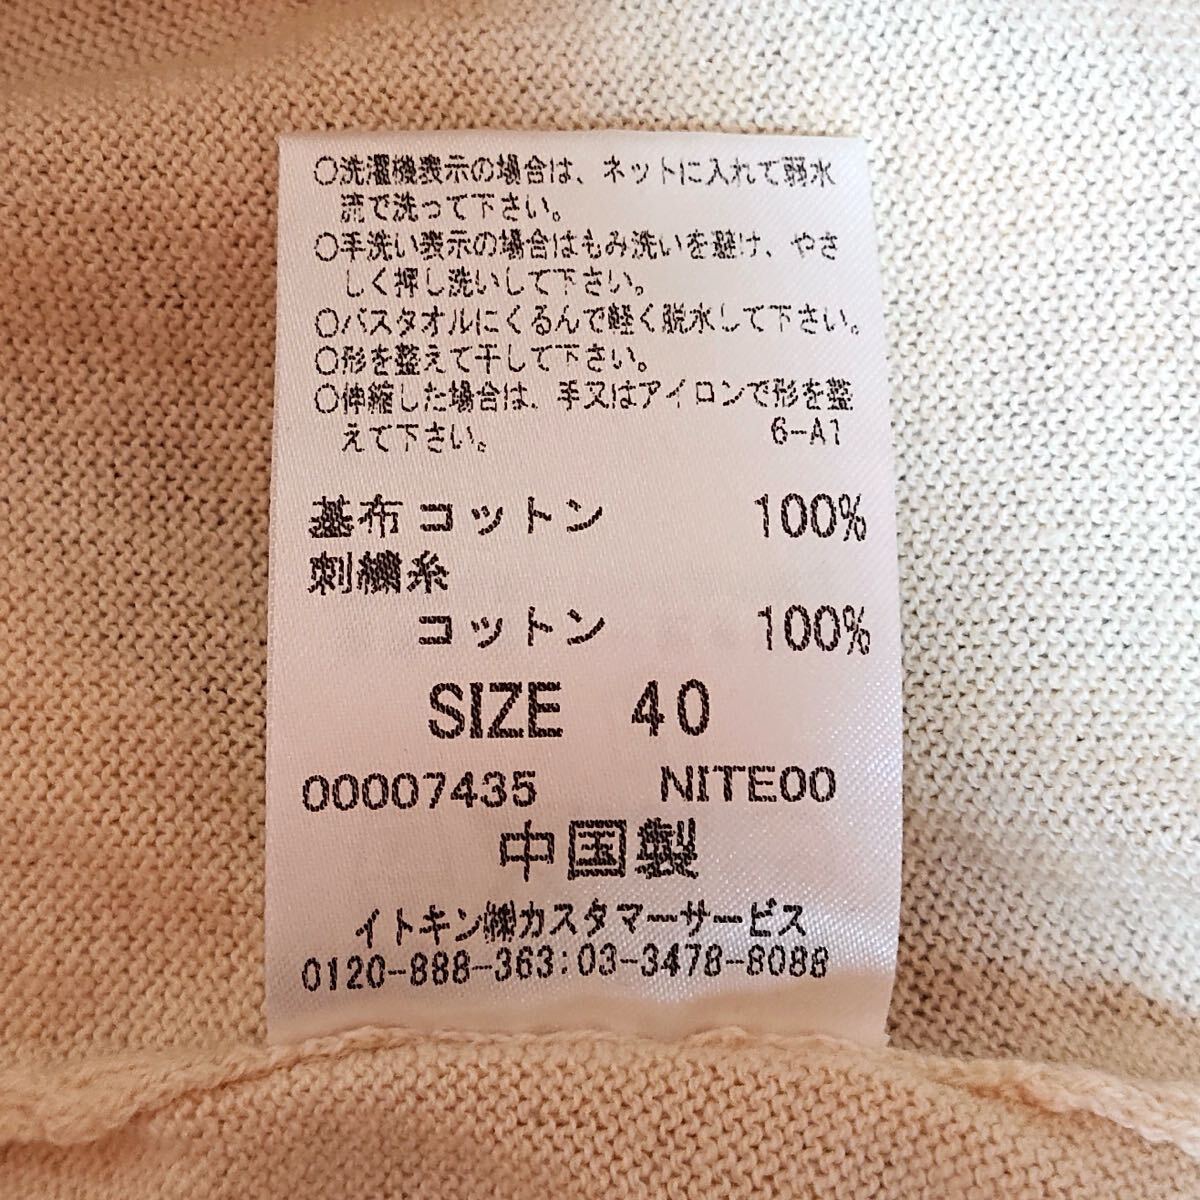 ○洗濯機表示の場合は、ネットに入れて弱水
流で洗って下さい。
○手洗い表示の場合はもみ洗いを避け、やさ
しく押し洗いして下さい。
○バスタオルにくるんで軽く脱水して下さい。
○形を整えて干して下さい。
○伸縮した場合は、手又はアイロンで形を整
えて下さい。 6-A1
基布 コットン 100%
刺繍糸
コットン 100%
SIZE 40
00007435 NITE00
中国製
イトキン㈱カスタマーサービス
0120-888-363:03-3478-8088